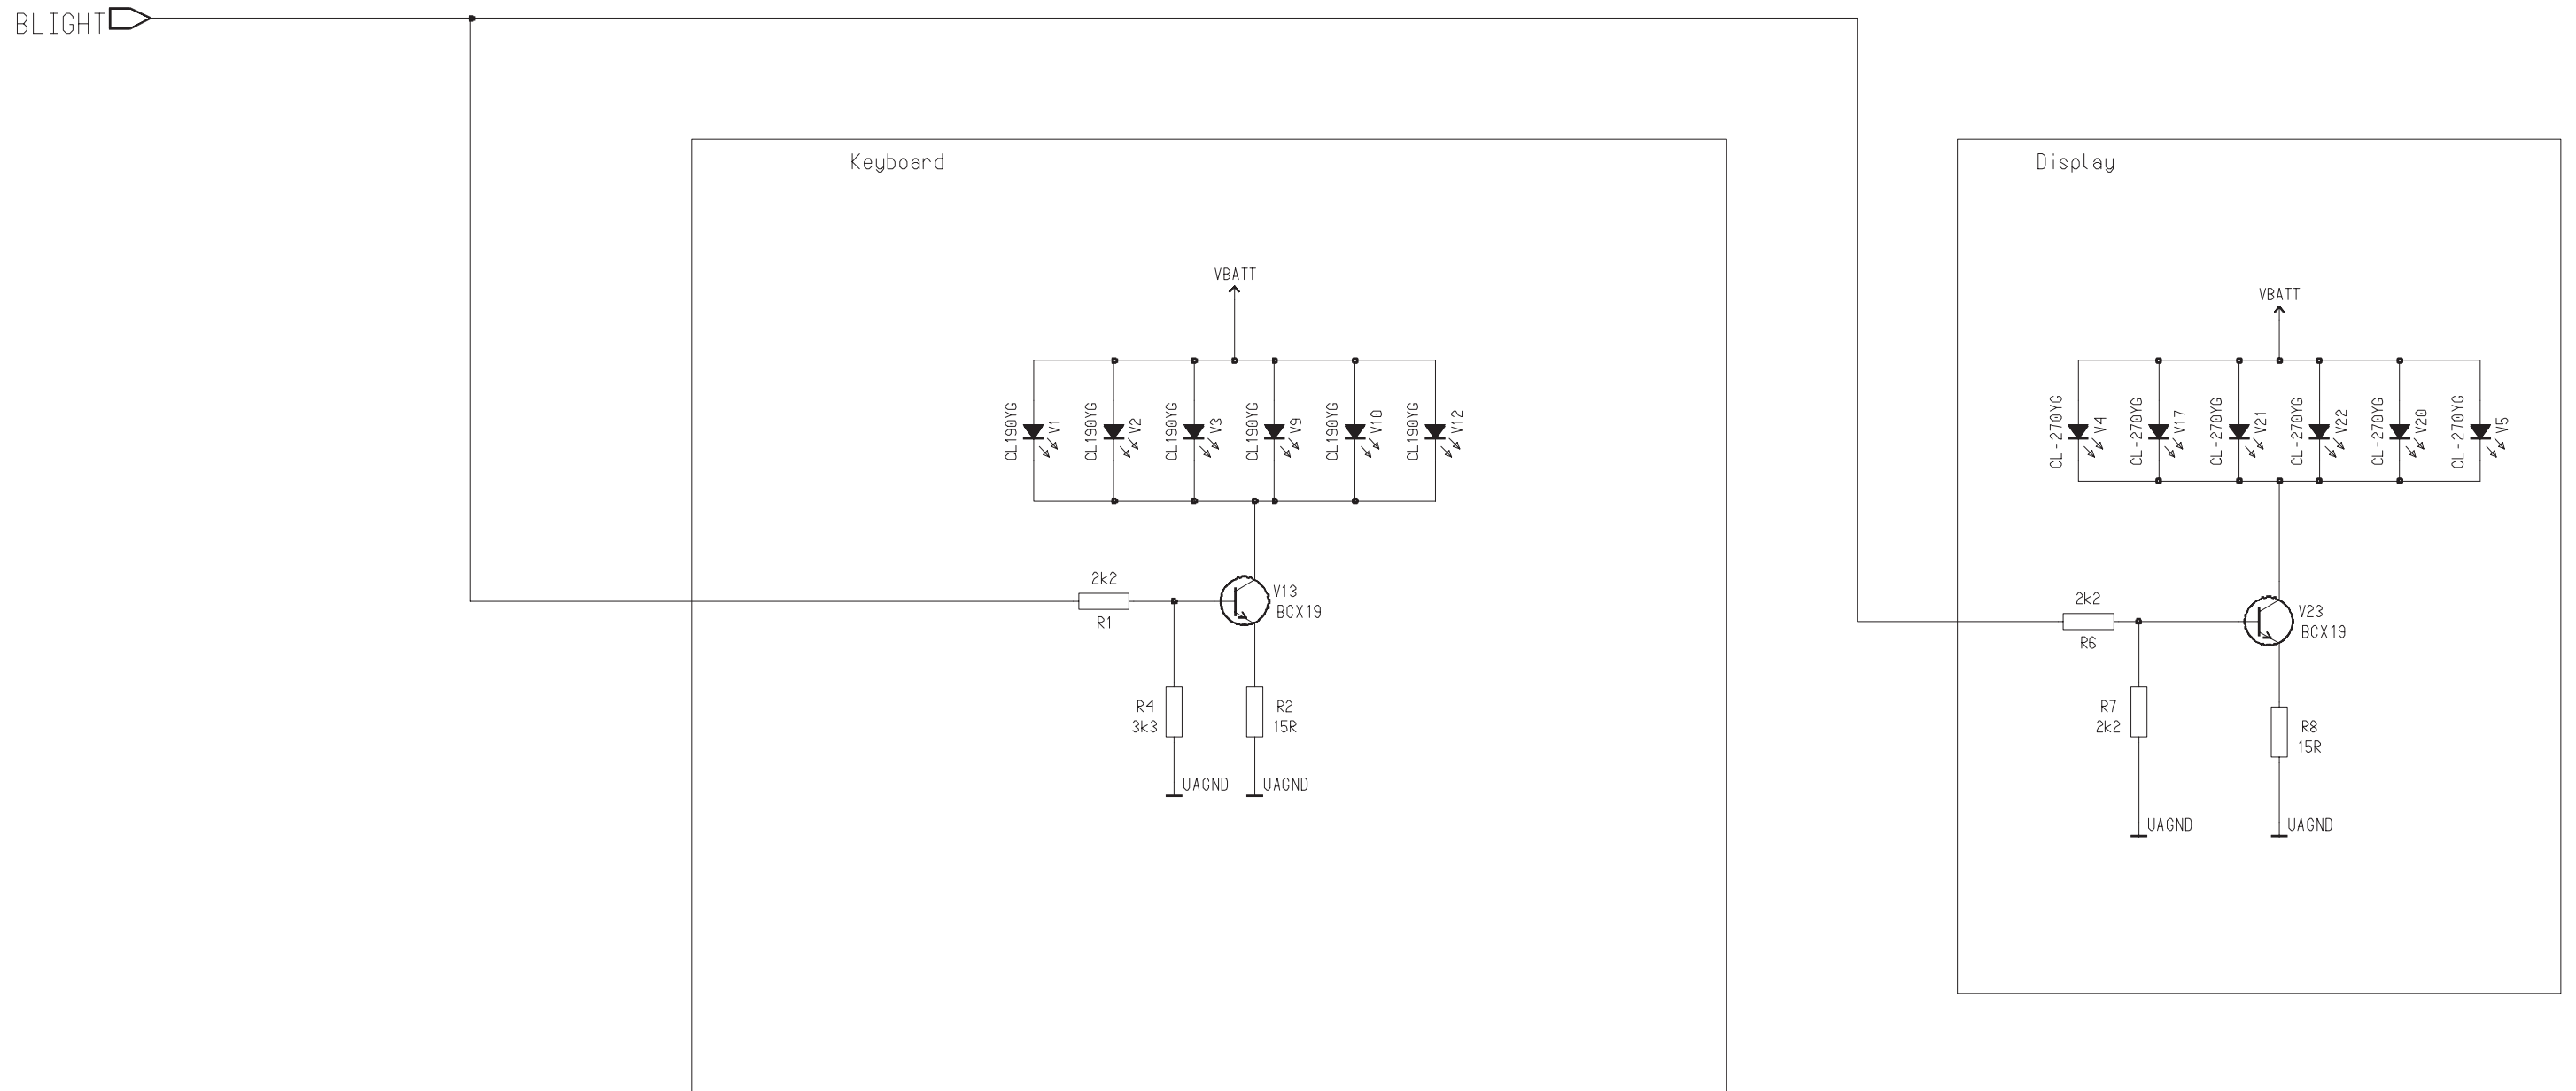 BLIGHT
Keyboard
VBATT
CL190YG
V1
CL190YG
V2
CL190YG
V3
CL190YG
V9
CL190YG
V10
CL190YG
V12
2k2
R1
V13
BCX19
R4
3k3
R2
15R
UAGND
UAGND
Display
VBATT
CL-270YG
V4
CL-270YG
V17
CL-270YG
V21
CL-270YG
V22
CL-270YG
V20
CL-270YG
V5
2k2
R6
V23
BCX19
R7
2k2
R8
15R
UAGND
UAGND